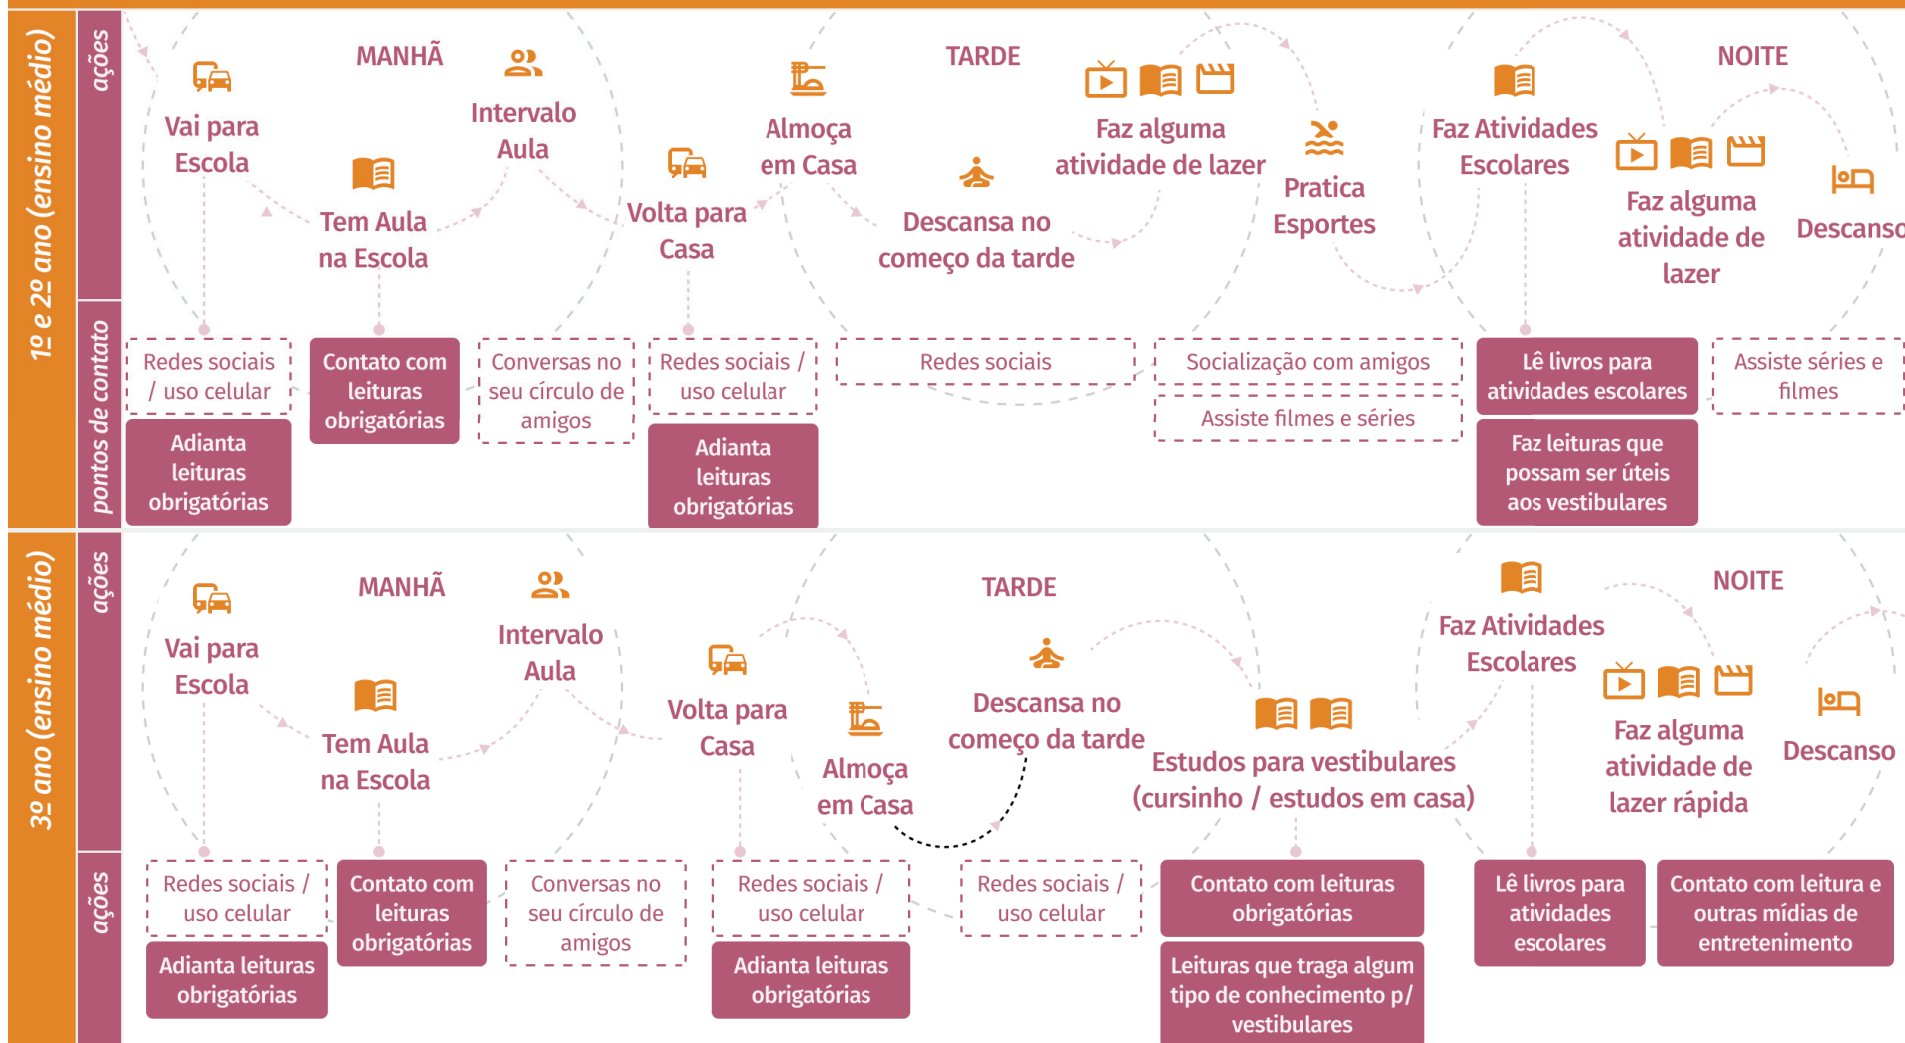 1º e 2º ano (ensino médio)
ações
MANHÃ
TARDE
NOITE
Vai para
Escola
Tem Aula
na Escola
Intervalo
Aula
Volta para
Casa
Almoça
em Casa
Descansa no
começo da tarde
Faz alguma
atividade de lazer
Pratica
Esportes
Faz Atividades
Escolares
Faz alguma
atividade de
lazer
Descanso
pontos de contato
Redes sociais
/ uso celular
Adianta
leituras
obrigatórias
Contato com
leituras
obrigatórias
Conversas no
seu círculo de
amigos
Redes sociais /
uso celular
Adianta
leituras
obrigatórias
Redes sociais
Socialização com amigos
Assiste filmes e séries
Lê livros para
atividades escolares
Faz leituras que
possam ser úteis
aos vestibulares
Assiste séries e
filmes
3º ano (ensino médio)
ações
MANHÃ
TARDE
NOITE
Vai para
Escola
Tem Aula
na Escola
Intervalo
Aula
Volta para
Casa
Almoça
em Casa
Descansa no
começo da tarde
Estudos para vestibulares
(cursinho / estudos em casa)
Faz Atividades
Escolares
Faz alguma
atividade de
lazer rápida
Descanso
ações
Redes sociais /
uso celular
Adianta leituras
obrigatórias
Contato com
leituras
obrigatórias
Conversas no
seu círculo de
amigos
Redes sociais /
uso celular
Adianta leituras
obrigatórias
Redes sociais /
uso celular
Contato com leituras
obrigatórias
Leituras que traga algum
tipo de conhecimento p/
vestibulares
Lê livros para
atividades
escolares
Contato com leitura e
outras mídias de
entretenimento